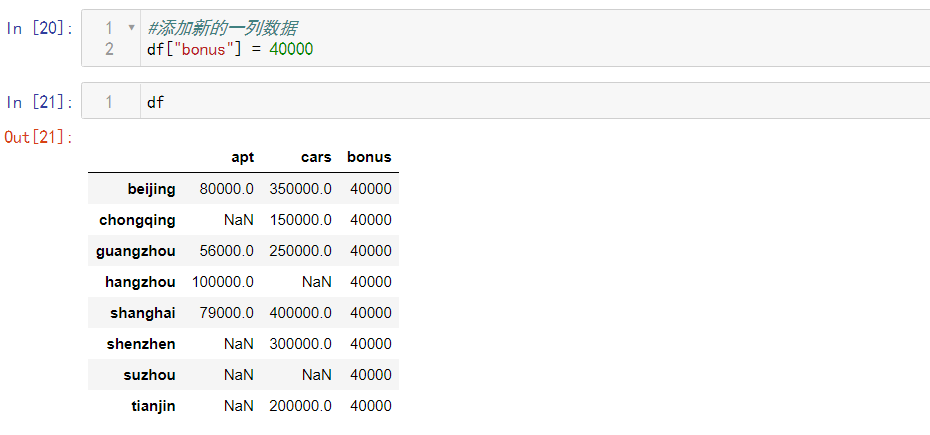 In [20]:
1 #添加新的一列数据
2 df["bonus"] = 40000
In [21]:
1 df
Out[21]:
apt cars bonus
beijing 80000.0 350000.0 40000
chongqing NaN 150000.0 40000
guangzhou 56000.0 250000.0 40000
hangzhou 100000.0 NaN 40000
shanghai 79000.0 400000.0 40000
shenzhen NaN 300000.0 40000
suzhou NaN NaN 40000
tianjin NaN 200000.0 40000